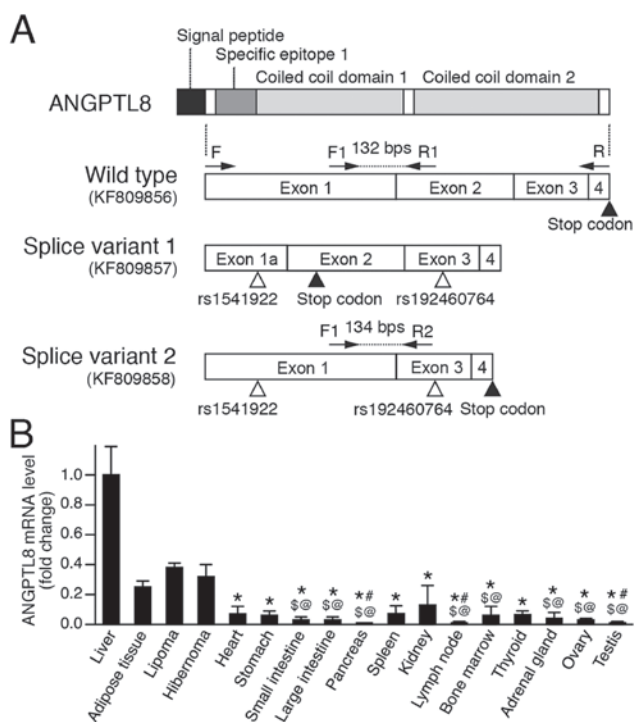 A
Signal peptide
Specific epitope 1
Coiled coil domain 1 Coiled coil domain 2
ANGPTL8
F F1 132 bps R1 R
Wild type
(KF809856)
Exon 1 Exon 2 Exon 3 4
Stop codon
Splice variant 1
(KF809857)
Exon 1a Exon 2 Exon 3 4
rs1541922 Stop codon rs192460764
F1 134 bps R2
Splice variant 2
(KF809858)
Exon 1 Exon 3 4
rs1541922 rs192460764 Stop codon
B
ANGPTL8 mRNA level
(fold change)
1.0
0.8
0.6
0.4
0.2
0.0
* * * * *# * * *# * * * * *#
$@ $@ $@ $@ $@ $@ $@ $@
Liver
Adipose tissue
Lipoma
Hibernoma
Heart
Stomach
Small intestine
Large intestine
Pancreas
Spleen
Kidney
Lymph node
Bone marrow
Thyroid
Adrenal gland
Ovary
Testis